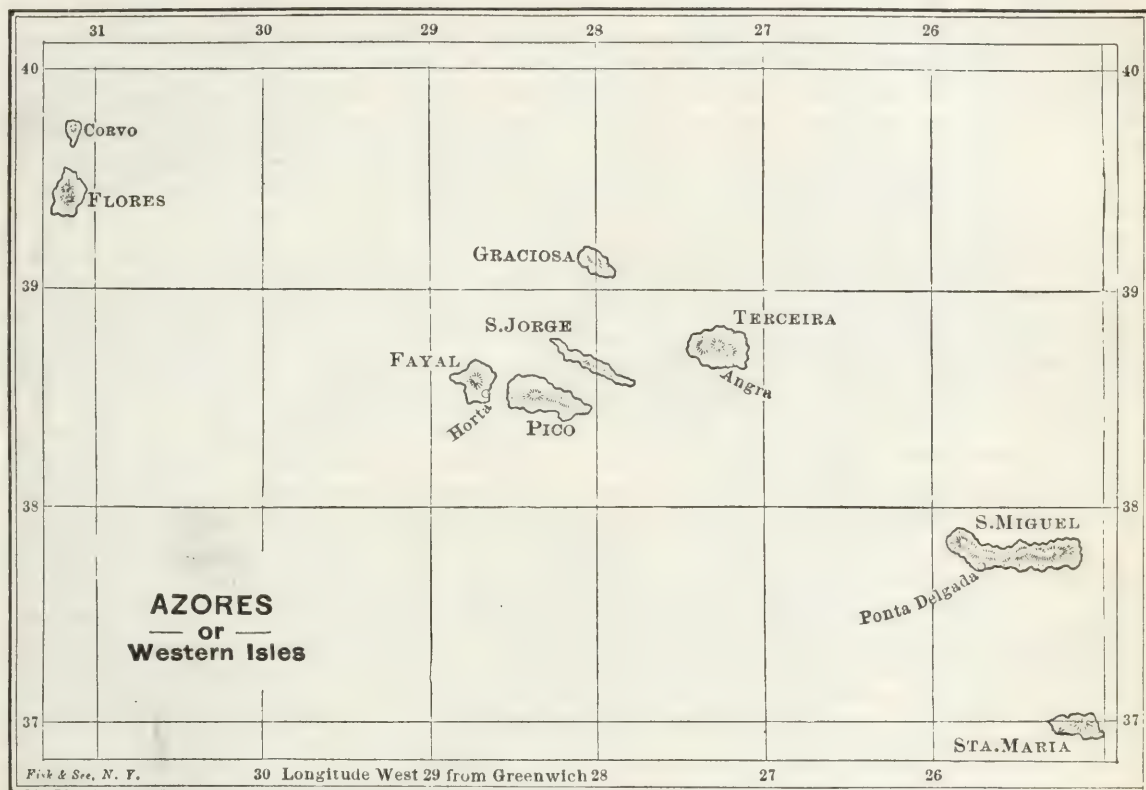 31 30 29 28 27 26
40 40
CORVO
FLORES
GRACIOSA
39 39
S. JORGE
TERCEIRA
FAYAL
Angra
Horta
PICO
38 38
S. MIGUEL
Ponta Delgada
AZORES
— or —
Western Isles
37 37
STA. MARIA
Fisk & See, N. Y. 30 Longitude West 29 from Greenwich 28 27 26